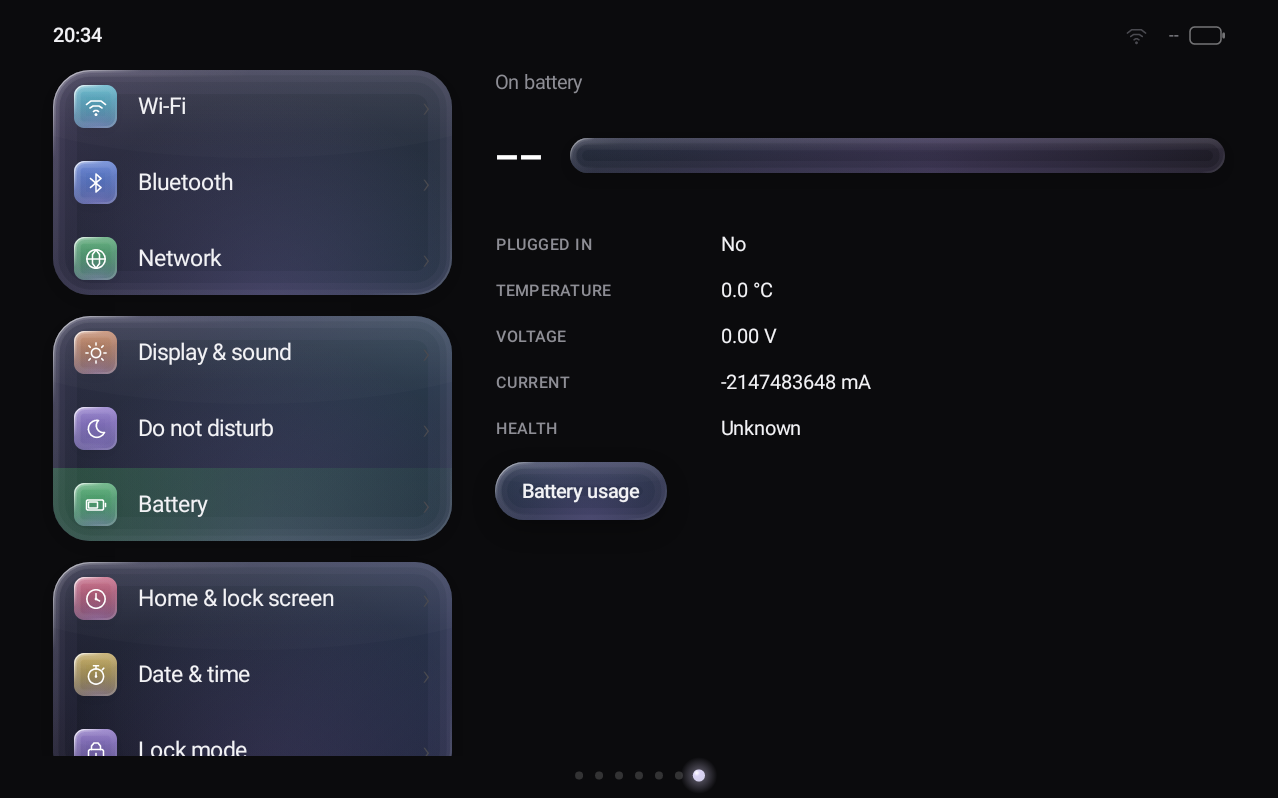 20:34
--
Wi-Fi
Bluetooth
Network
Display & sound
Do not disturb
Battery
Home & lock screen
Date & time
Lock mode
On battery
--
PLUGGED IN No
TEMPERATURE 0.0 °C
VOLTAGE 0.00 V
CURRENT -2147483648 mA
HEALTH Unknown
Battery usage